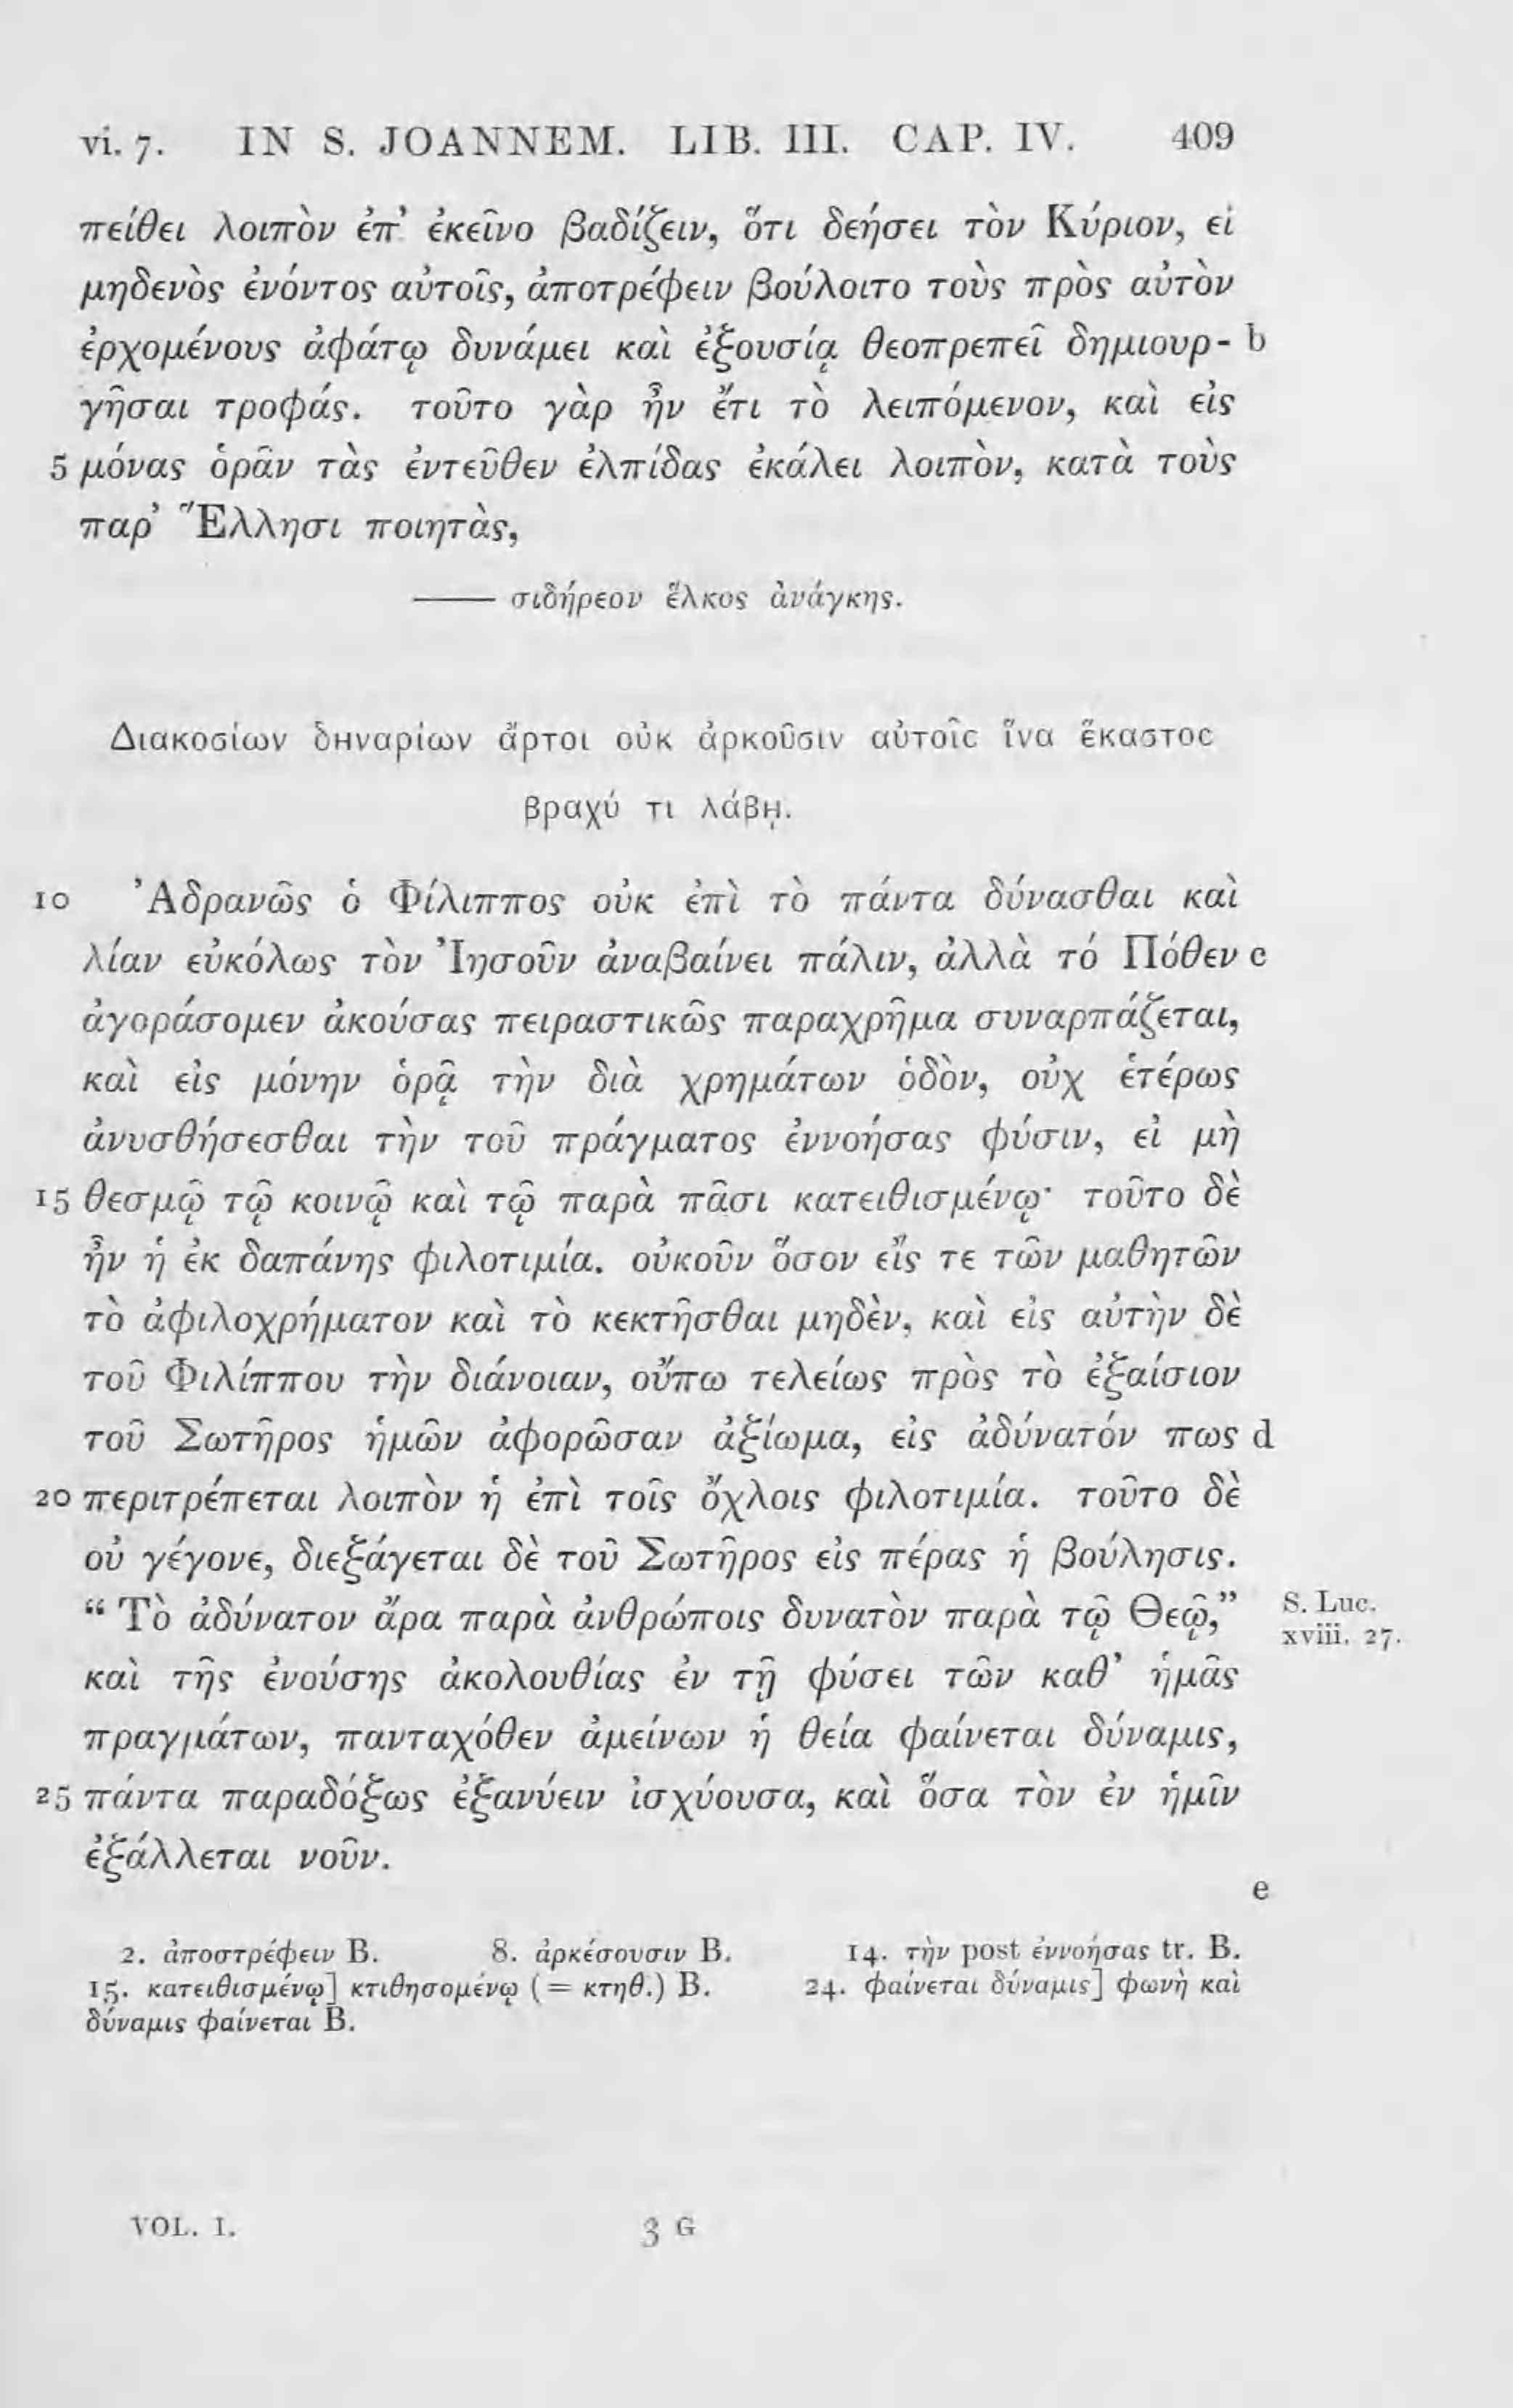 vi. 7. IN S. JOANNEM. LIB. III. CAP. IV. 409
πείθει λοιπὸν ἐπ' ἐκεῖνο βαδίζειν, ὅτι δεήσει τὸν Κύριον, εἰ
μηδενὸς ἐνόντος αὐτοῖς, ἀποτρέφειν βούλοιτο τοὺς πρὸς αὐτὸν
ἐρχομένους ἀφάτῳ δυνάμει καὶ ἐξουσίᾳ θεοπρεπεῖ δημιουρ- b
γῆσαι τροφάς. τοῦτο γὰρ ἦν ἔτι τὸ λειπόμενον, καὶ εἰς
5 μόνας ὁρᾶν τὰς ἐντεῦθεν ἐλπίδας ἐκάλει λοιπὸν, κατὰ τοὺς
παρ' Ἕλλησι ποιητὰς,
—— σιδήρεον ἕλκος ἀνάγκης.
Διακοσίων δηναρίων ἄρτοι οὐκ ἀρκοῦσιν αὐτοῖς ἵνα ἕκαστος
βραχύ τι λάβῃ.
10 Ἀδρανῶς ὁ Φίλιππος οὐκ ἐπὶ τὸ πάντα δύνασθαι καὶ
λίαν εὐκόλως τὸν Ἰησοῦν ἀναβαίνει πάλιν, ἀλλὰ τό Πόθεν c
ἀγοράσομεν ἀκούσας πειραστικῶς παραχρῆμα συναρπάζεται,
καὶ εἰς μόνην ὁρᾷ τὴν διὰ χρημάτων ὁδὸν, οὐχ ἑτέρως
ἀνυσθήσεσθαι τὴν τοῦ πράγματος ἐννοήσας φύσιν, εἰ μὴ
15 θεσμῷ τῷ κοινῷ καὶ τῷ παρὰ πᾶσι κατειθισμένῳ· τοῦτο δὲ
ἦν ἡ ἐκ δαπάνης φιλοτιμία. οὐκοῦν ὅσον εἴς τε τῶν μαθητῶν
τὸ ἀφιλοχρήματον καὶ τὸ κεκτῆσθαι μηδὲν, καὶ εἰς αὐτὴν δὲ
τοῦ Φιλίππου τὴν διάνοιαν, οὔπω τελείως πρὸς τὸ ἐξαίσιον
τοῦ Σωτῆρος ἡμῶν ἀφορῶσαν ἀξίωμα, εἰς ἀδύνατόν πως d
20 περιτρέπεται λοιπὸν ἡ ἐπὶ τοῖς ὄχλοις φιλοτιμία. τοῦτο δὲ
οὐ γέγονε, διεξάγεται δὲ τοῦ Σωτῆρος εἰς πέρας ἡ βούλησις.
“ Τὸ ἀδύνατον ἄρα παρὰ ἀνθρώποις δυνατὸν παρὰ τῷ Θεῷ,” S. Luc.
xviii. 27.
καὶ τῆς ἐνούσης ἀκολουθίας ἐν τῇ φύσει τῶν καθ' ἡμᾶς
πραγμάτων, πανταχόθεν ἀμείνων ἡ θεία φαίνεται δύναμις,
25 πάντα παραδόξως ἐξανύειν ἰσχύουσα, καὶ ὅσα τὸν ἐν ἡμῖν
ἐξάλλεται νοῦν.
e
2. ἀποστρέφειν B. 8. ἀρκέσουσιν B. 14. τὴν post ἐννοήσας tr. B.
15. κατειθισμένῳ] κτιθησομένῳ (= κτηθ.) B. 24. φαίνεται δύναμις] φωνὴ καὶ
δύναμις φαίνεται B.
VOL. I. 3 G